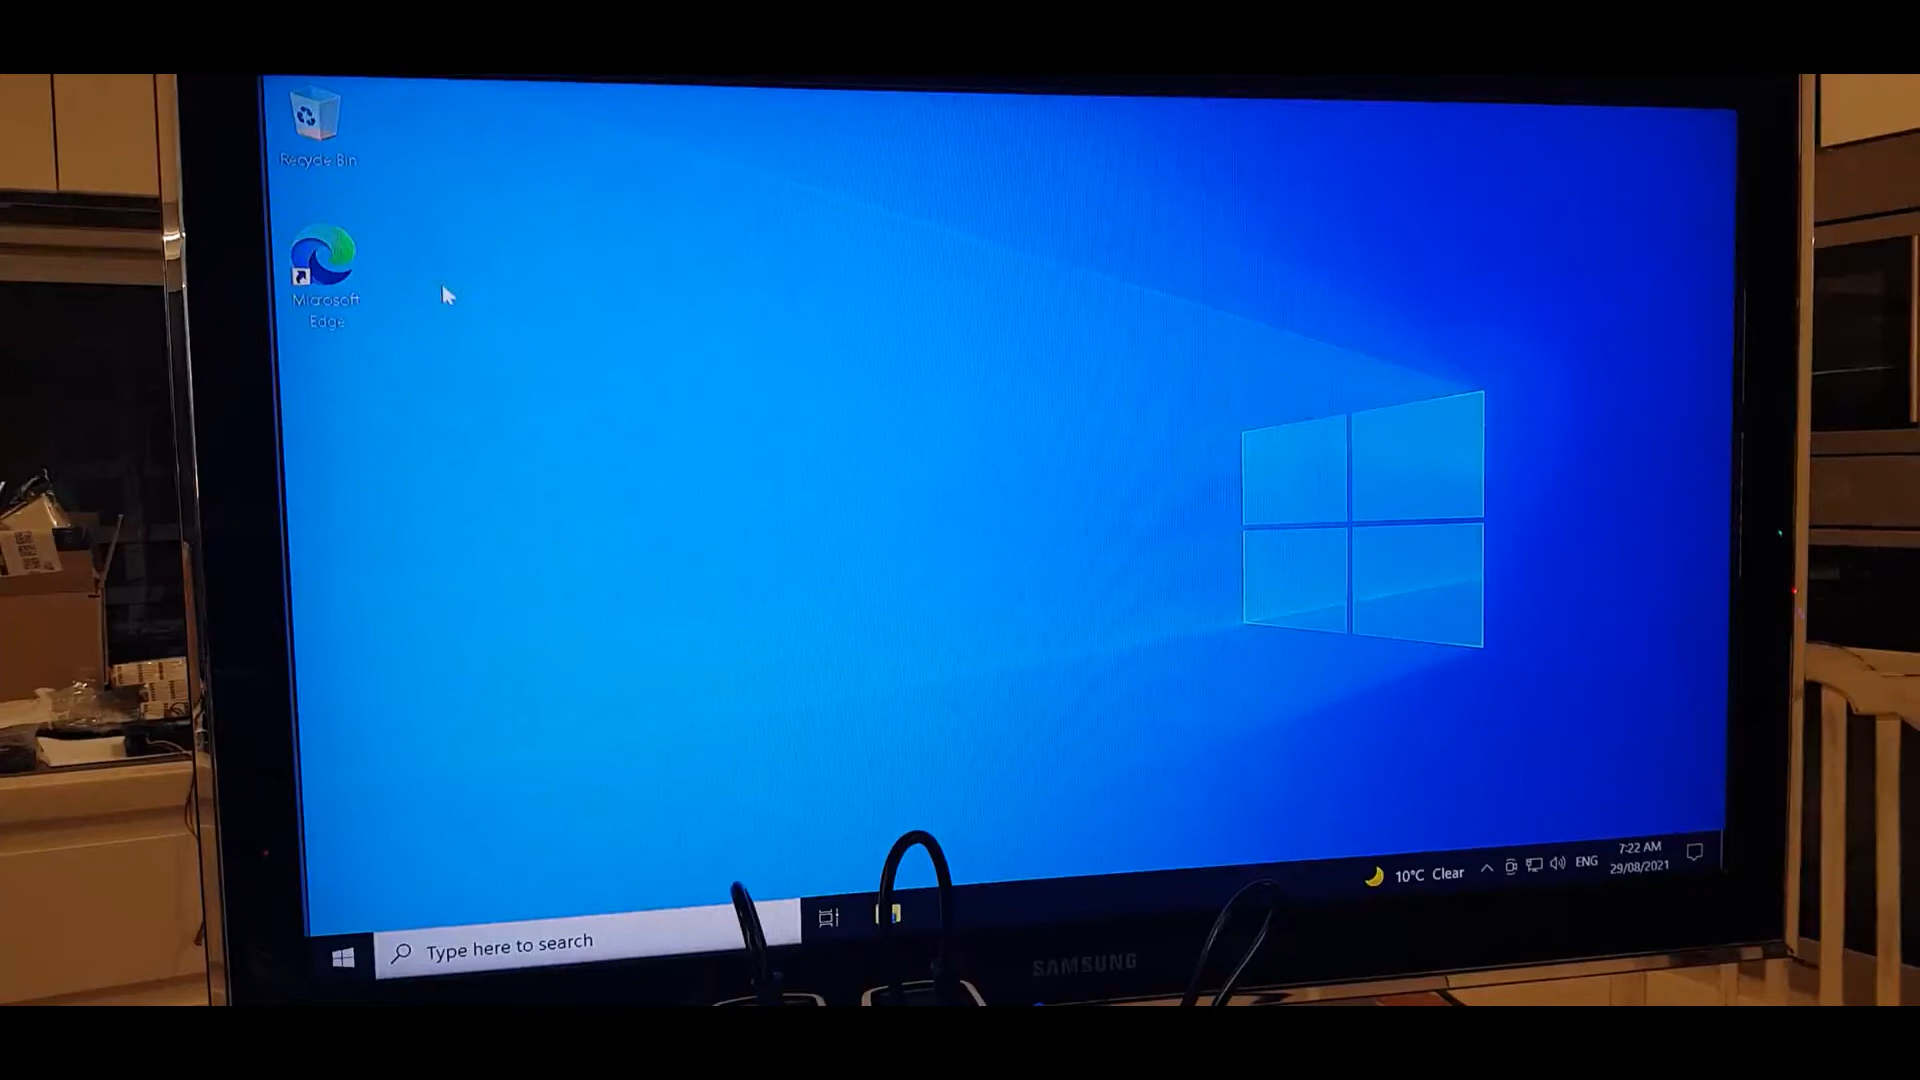 Recycle Bin
Microsoft
Edge
Type here to search
10°C Clear
ENG
7:22 AM
29/08/2021
SAMSUNG